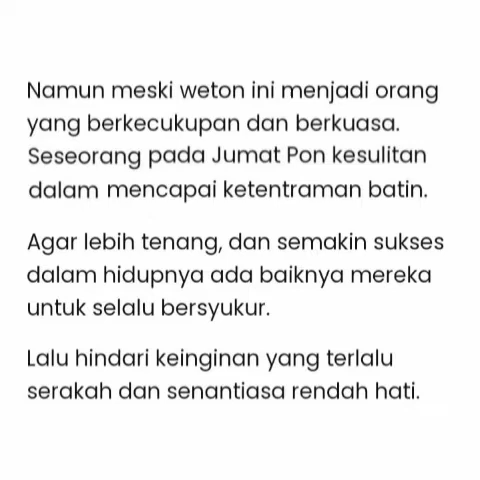 Namun meski weton ini menjadi orang
yang berkecukupan dan berkuasa.
Seseorang pada Jumat Pon kesulitan
dalam mencapai ketentraman batin.
Agar lebih tenang, dan semakin sukses
dalam hidupnya ada baiknya mereka
untuk selalu bersyukur.
Lalu hindari keinginan yang terlalu
serakah dan senantiasa rendah hati.